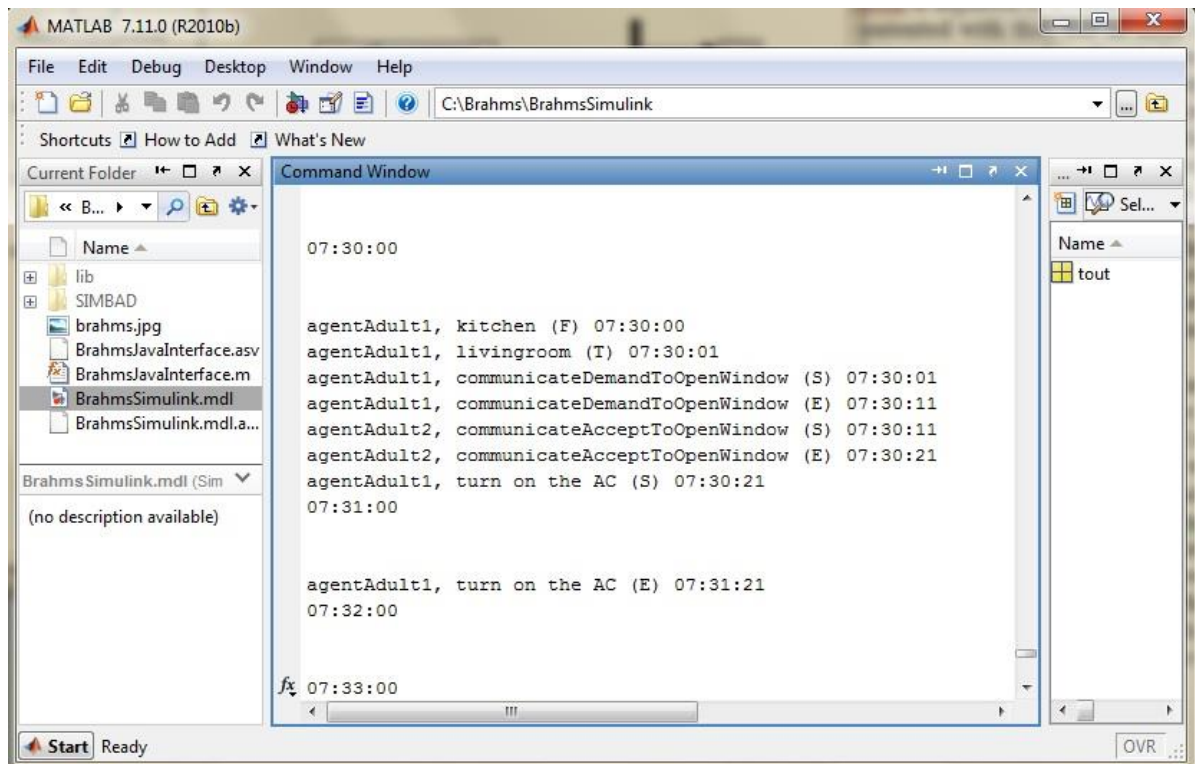 MATLAB 7.11.0 (R2010b)
File Edit Debug Desktop Window Help
C:\Brahms\BrahmsSimulink
...
Shortcuts How to Add What's New
Current Folder
« B...
Name
lib
SIMBAD
brahms.jpg
BrahmsJavaInterface.asv
BrahmsJavaInterface.m
BrahmsSimulink.mdl
BrahmsSimulink.mdl.a...
BrahmsSimulink.mdl (Sim
(no description available)
Command Window
07:30:00
agentAdult1, kitchen (F) 07:30:00
agentAdult1, livingroom (T) 07:30:01
agentAdult1, communicateDemandToOpenWindow (S) 07:30:01
agentAdult1, communicateDemandToOpenWindow (E) 07:30:11
agentAdult2, communicateAcceptToOpenWindow (S) 07:30:11
agentAdult2, communicateAcceptToOpenWindow (E) 07:30:21
agentAdult1, turn on the AC (S) 07:30:21
07:31:00
agentAdult1, turn on the AC (E) 07:31:21
07:32:00
fx 07:33:00
...
Sel...
Name
tout
Start Ready
OVR